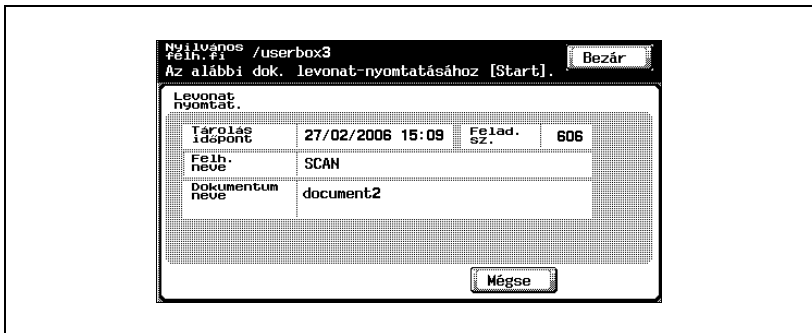 Nyilvános
felh.fi /userbox3
Bezár
Az alábbi dok. levonat-nyomtatásához [Start].
Levonat
nyomtat.
Tárolás
időpont 27/02/2006 15:09 Felad.
sz. 606
Felh.
neve SCAN
Dokumentum
neve document2
Mégse